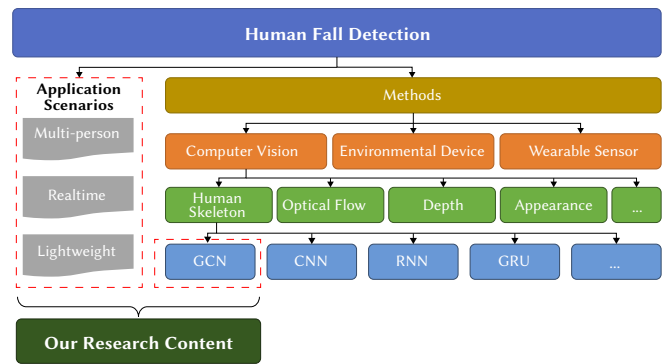 Human Fall Detection
Application
Scenarios
Multi-person
Realtime
Lightweight
Methods
Computer Vision
Environmental Device
Wearable Sensor
Human
Skeleton
Optical Flow
Depth
Appearance
...
GCN
CNN
RNN
GRU
...
Our Research Content